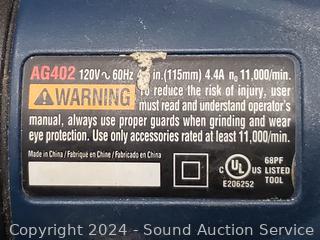 AG402 120V ~ 60Hz in. (115mm) 4.4A n₀ 11,000/min.
⚠WARNING To reduce the risk of injury, user
must read and understand operator's
manual, always use proper guards when grinding and wear
eye protection. Use only accessories rated at least 11,000/min.
Made in China / Fabriqué en Chine / Fabricado en China
68PF
C UL US LISTED
E206252 TOOL
Copyright 2024 - Sound Auction Service